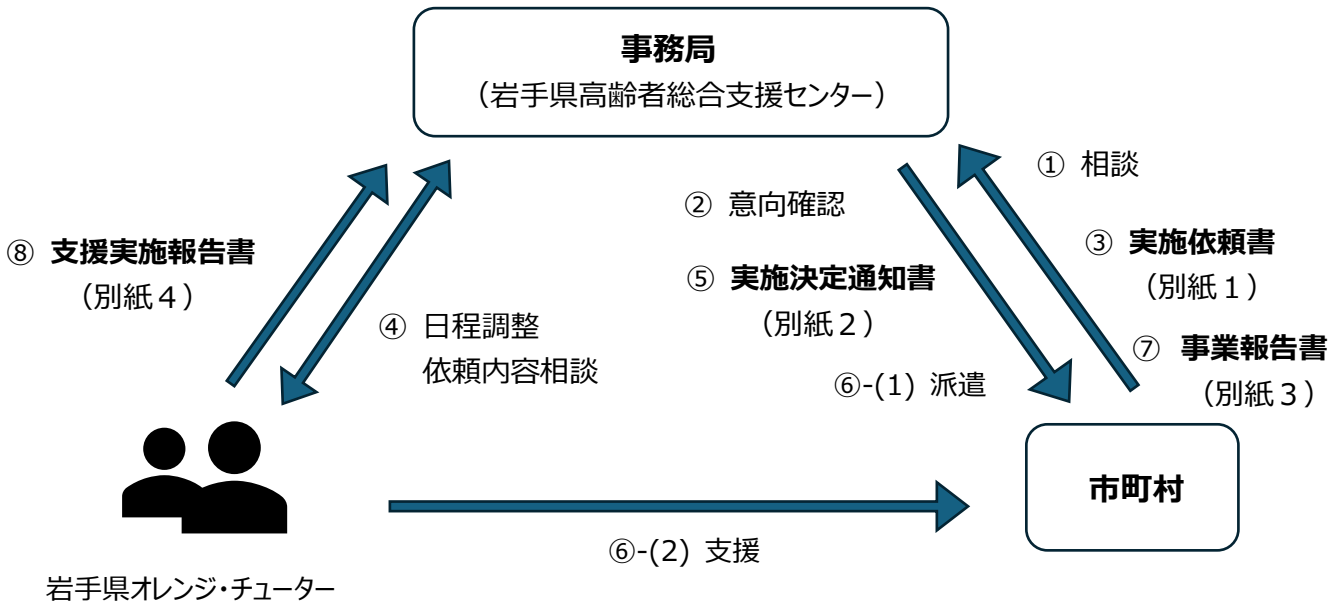 事務局
（岩手県高齢者総合支援センター）
① 相談
② 意向確認
③ 実施依頼書
（別紙１）
⑧ 支援実施報告書
（別紙４）
⑤ 実施決定通知書
（別紙２）
④ 日程調整
依頼内容相談
⑦ 事業報告書
（別紙３）
⑥-(1) 派遣
市町村
⑥-(2) 支援
岩手県オレンジ・チューター